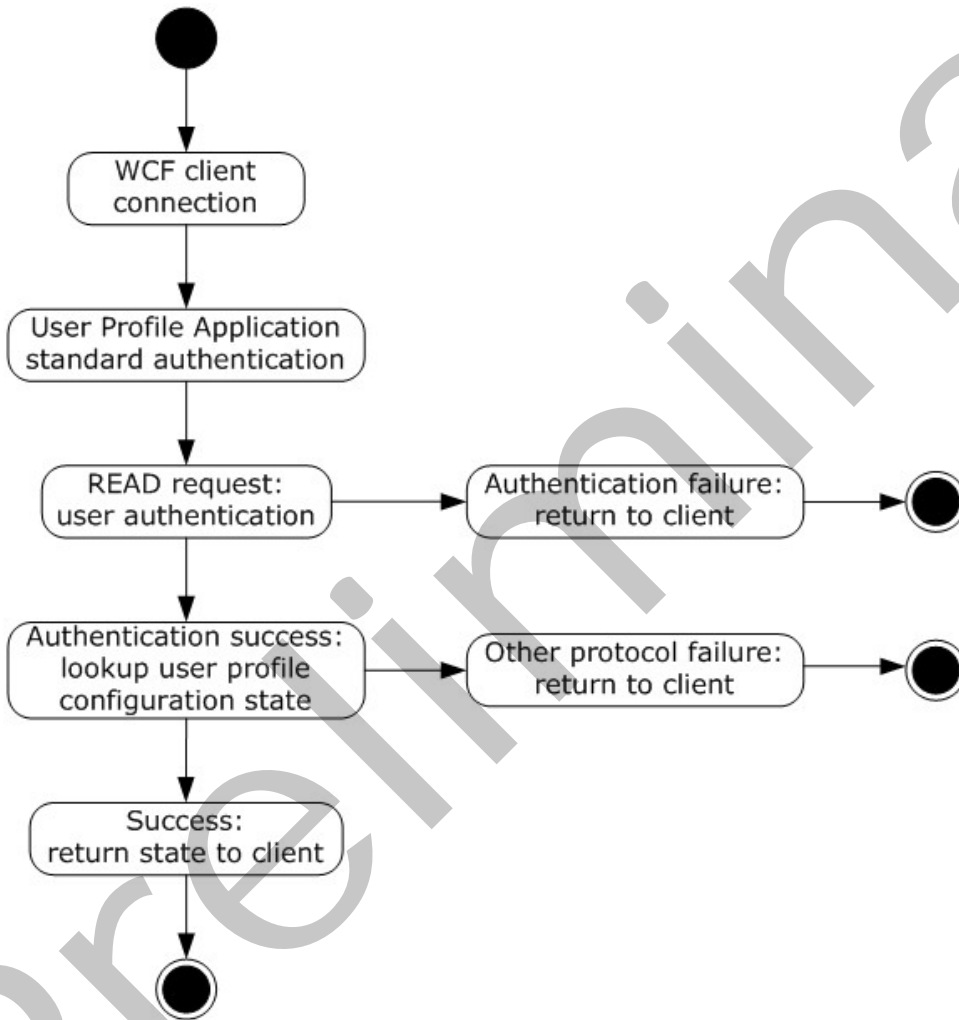 WCF client
connection
User Profile Application
standard authentication
READ request:
user authentication
Authentication failure:
return to client
Authentication success:
lookup user profile
configuration state
Other protocol failure:
return to client
Success:
return state to client
Prelimina